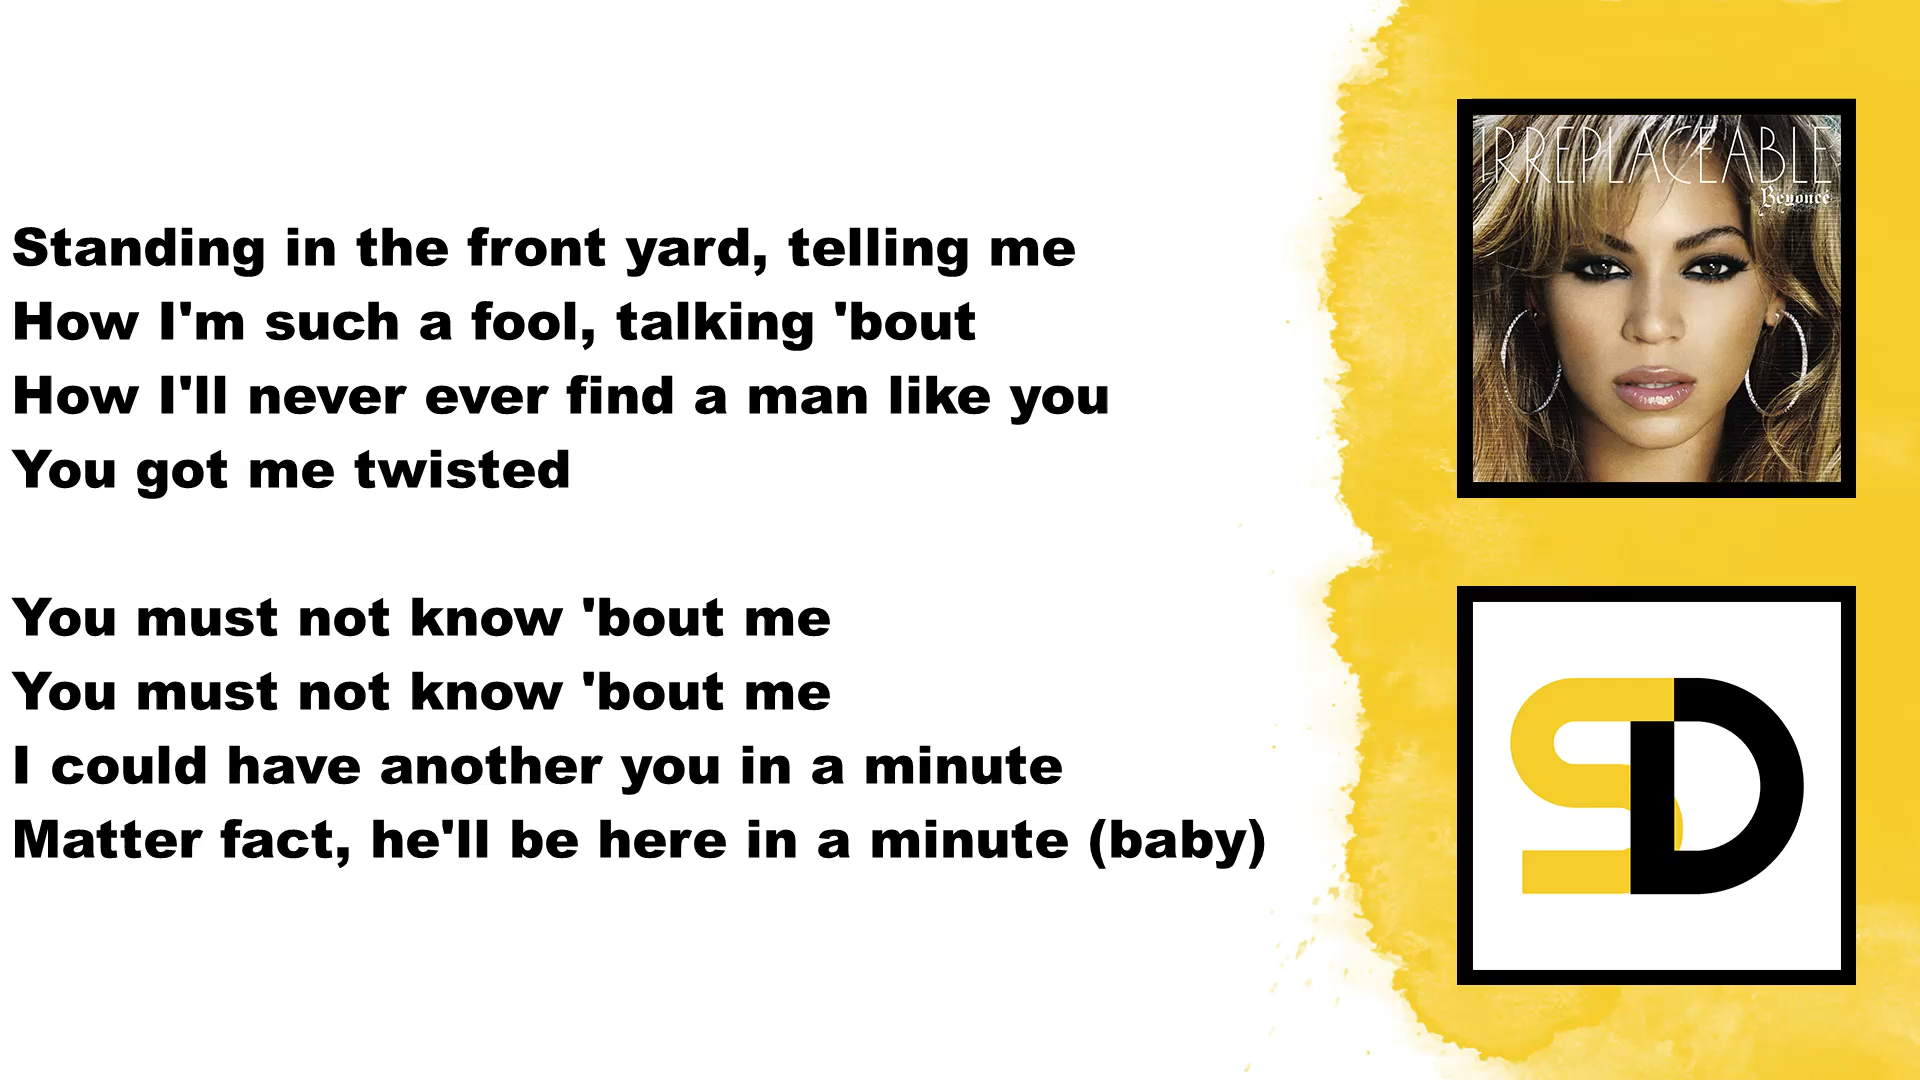 Standing in the front yard, telling me
How I'm such a fool, talking 'bout
How I'll never ever find a man like you
You got me twisted
You must not know 'bout me
You must not know 'bout me
I could have another you in a minute
Matter fact, he'll be here in a minute (baby)
IRREPLACEABLE
Beyoncé
SD